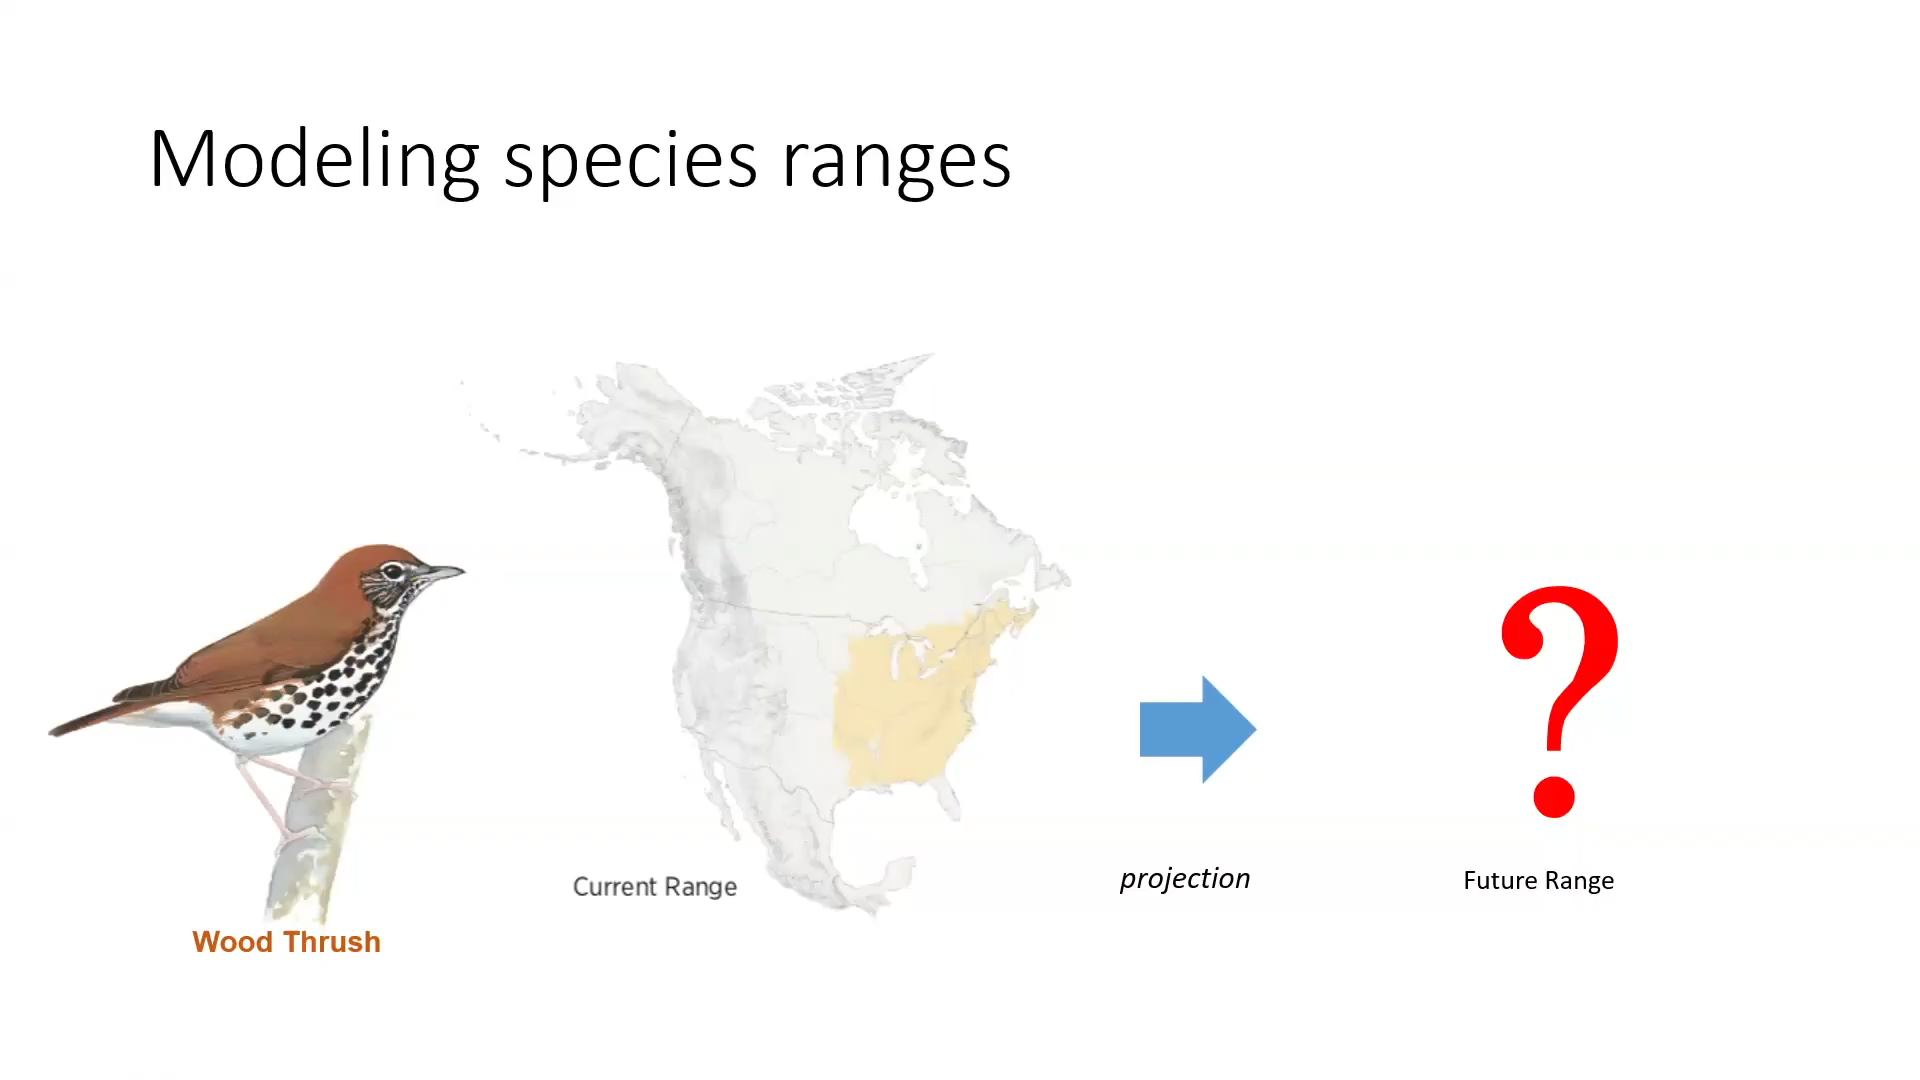 Modeling species ranges
?
Current Range
projection
Future Range
Wood Thrush